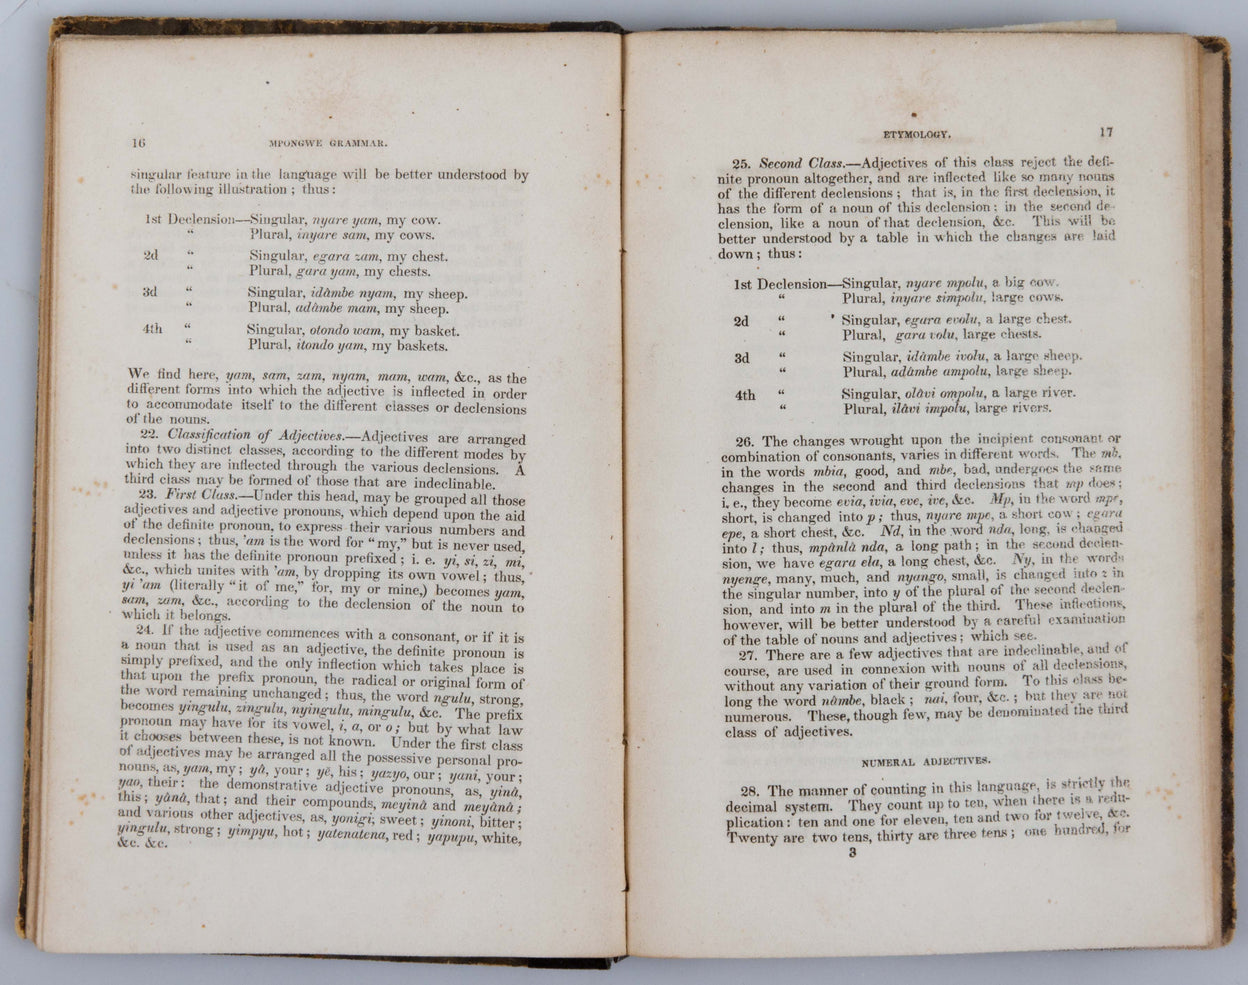 16 MPONGWE GRAMMAR.
singular feature in the language will be better understood by
the following illustration ; thus :
1st Declension—Singular, nyare yam, my cow.
“ Plural, inyare sam, my cows.
2d “ Singular, egara zam, my chest.
“ Plural, gara yam, my chests.
3d “ Singular, idâmbe nyam, my sheep.
“ Plural, adâmbe mam, my sheep.
4th “ Singular, otondo wam, my basket.
“ Plural, itondo yam, my baskets.
We find here, yam, sam, zam, nyam, mam, wam, &c., as the
different forms into which the adjective is inflected in order
to accommodate itself to the different classes or declensions
of the nouns.
22. Classification of Adjectives.—Adjectives are arranged
into two distinct classes, according to the different modes by
which they are inflected through the various declensions. A
third class may be formed of those that are indeclinable.
23. First Class.—Under this head, may be grouped all those
adjectives and adjective pronouns, which depend upon the aid
of the definite pronoun, to express their various numbers and
declensions ; thus, 'am is the word for “my,” but is never used,
unless it has the definite pronoun prefixed ; i. e. yi, si, zi, mi,
&c., which unites with 'am, by dropping its own vowel ; thus,
yi 'am (literally “it of me,” for, my or mine,) becomes yam,
sam, zam, &c., according to the declension of the noun to
which it belongs.
24. If the adjective commences with a consonant, or if it is
a noun that is used as an adjective, the definite pronoun is
simply prefixed, and the only inflection which takes place is
that upon the prefix pronoun, the radical or original form of
the word remaining unchanged ; thus, the word ngulu, strong,
becomes yingulu, zingulu, nyingulu, mingulu, &c. The prefix
pronoun may have for its vowel, i, a, or o ; but by what law
it chooses between these, is not known. Under the first class
of adjectives may be arranged all the possessive personal pro-
nouns, as, yam, my ; yâ, your ; yĕ, his ; yazyo, our ; yani, your ;
yao, their : the demonstrative adjective pronouns, as, yinâ,
this ; yânâ, that ; and their compounds, meyinâ and meyânâ ;
and various other adjectives, as, yonigi, sweet ; yinoni, bitter ;
yingulu, strong ; yimpyu, hot ; yatenatena, red ; yapupu, white,
&c. &c.
ETYMOLOGY. 17
25. Second Class.—Adjectives of this class reject the defi-
nite pronoun altogether, and are inflected like so many nouns
of the different declensions ; that is, in the first declension, it
has the form of a noun of this declension ; in the second de-
clension, like a noun of that declension, &c. This will be
better understood by a table in which the changes are laid
down ; thus :
1st Declension—Singular, nyare mpolu, a big cow.
“ Plural, inyare simpolu, large cows.
2d “ Singular, egara evolu, a large chest.
“ Plural, gara volu, large chests.
3d “ Singular, idâmbe ivolu, a large sheep.
“ Plural, adâmbe ampolu, large sheep.
4th “ Singular, olâvi ompolu, a large river.
“ Plural, ilâvi impolu, large rivers.
26. The changes wrought upon the incipient consonant or
combination of consonants, varies in different words. The mb,
in the words mbia, good, and mbe, bad, undergoes the same
changes in the second and third declensions that mp does ;
i. e., they become evia, ivia, eve, ive, &c. Mp, in the word mpe,
short, is changed into p ; thus, nyare mpe, a short cow ; egara
epe, a short chest, &c. Nd, in the word nda, long, is changed
into l ; thus, mpânlâ nda, a long path ; in the second declen-
sion, we have egara ela, a long chest, &c. Ny, in the words
nyenge, many, much, and nyango, small, is changed into z in
the singular number, into y of the plural of the second declen-
sion, and into m in the plural of the third. These inflections,
however, will be better understood by a careful examination
of the table of nouns and adjectives ; which see.
27. There are a few adjectives that are indeclinable, and of
course, are used in connexion with nouns of all declensions,
without any variation of their ground form. To this class be-
long the word nâmbe, black ; nai, four, &c. ; but they are not
numerous. These, though few, may be denominated the third
class of adjectives.
NUMERAL ADJECTIVES.
28. The manner of counting in this language, is strictly the
decimal system. They count up to ten, when there is a redu-
plication : ten and one for eleven, ten and two for twelve, &c.
Twenty are two tens, thirty are three tens ; one hundred, for
3